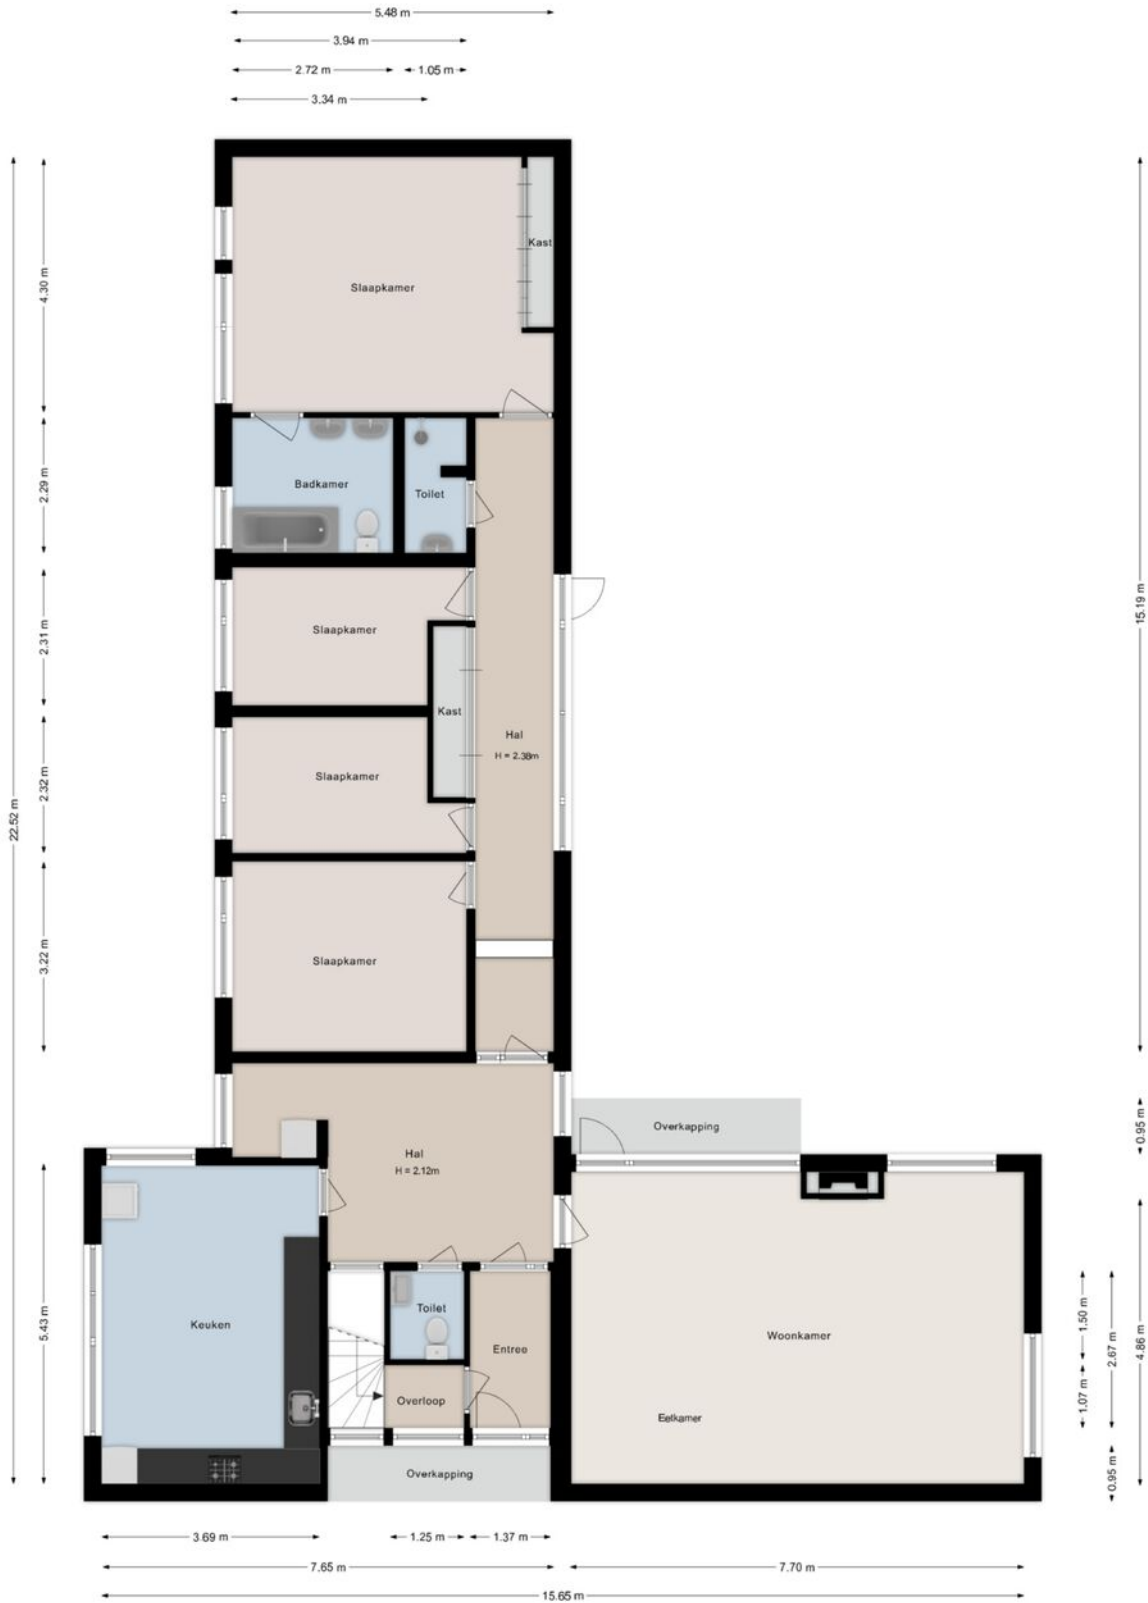 5.48 m
3.94 m
2.72 m
1.05 m
3.34 m
Kast
4.30 m
Slaapkamer
Badkamer
Toilet
2.29 m
15.19 m
Slaapkamer
2.31 m
Kast
Hal
H = 2.38m
Slaapkamer
2.32 m
22.52 m
Slaapkamer
3.22 m
Overkapping
0.95 m
Hal
H = 2.12m
Keuken
Toilet
Entree
Woonkamer
5.43 m
1.50 m
2.67 m
4.86 m
Overloop
Eetkamer
1.07 m
Overkapping
0.95 m
3.69 m
1.25 m
1.37 m
7.65 m
7.70 m
15.65 m